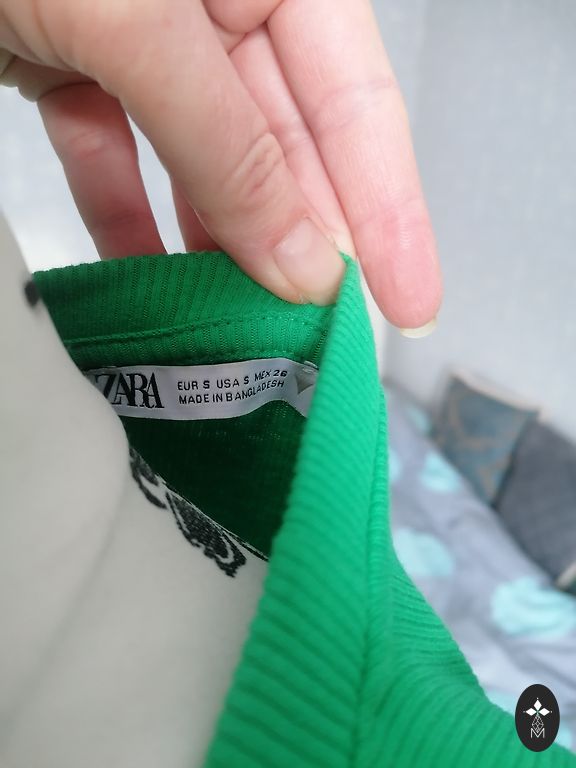 ZARA
EUR S USA S MEX 26
MADE IN BANGLADESH
M